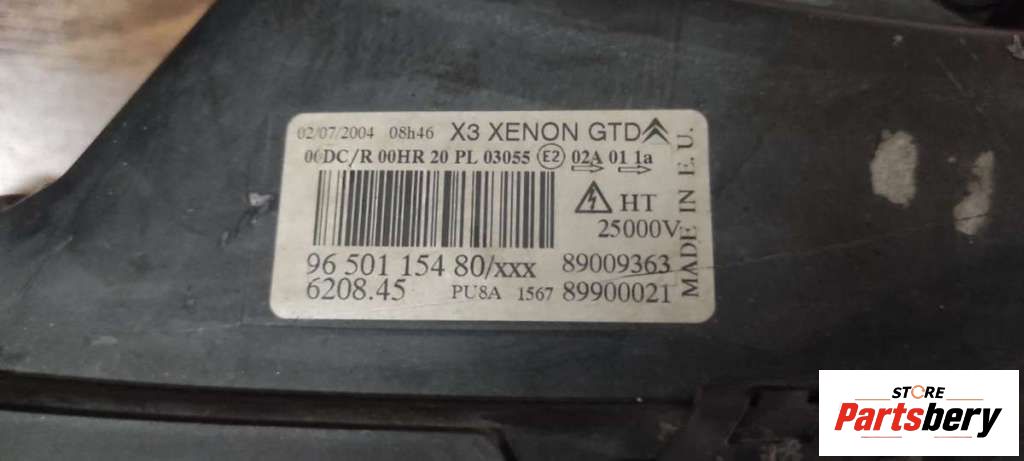 02/07/2004 08h46 X3 XENON GTD
00DC/R 00HR 20 PL 03055 E2 02A 01 1a
HT
25000V
96 501 154 80/xxx 89009363
6208.45 PU8A 1567 89900021
MADE IN E. U.
STORE
Partsbery